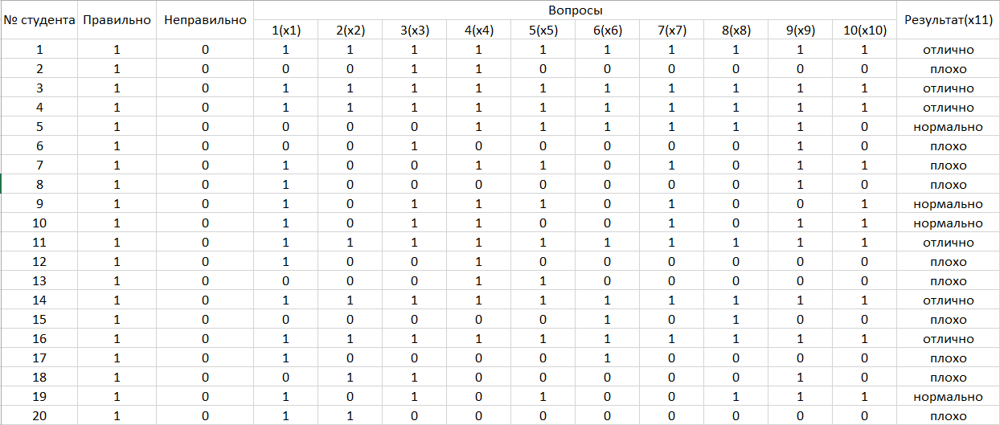 № студента Правильно Неправильно Вопросы Результат(x11)
1(x1) 2(x2) 3(x3) 4(x4) 5(x5) 6(x6) 7(x7) 8(x8) 9(x9) 10(x10)
1 1 0 1 1 1 1 1 1 1 1 1 1 отлично
2 1 0 0 0 1 1 0 0 0 0 0 0 плохо
3 1 0 1 1 1 1 1 1 1 1 1 1 отлично
4 1 0 1 1 1 1 1 1 1 1 1 1 отлично
5 1 0 0 0 0 1 1 1 1 1 1 0 нормально
6 1 0 0 0 1 0 0 0 0 0 1 0 плохо
7 1 0 1 0 0 1 1 0 1 0 1 1 плохо
8 1 0 1 0 0 0 0 0 0 0 1 0 плохо
9 1 0 1 0 1 1 1 0 1 0 0 1 нормально
10 1 0 1 0 1 1 0 0 1 0 1 1 нормально
11 1 0 1 1 1 1 1 1 1 1 1 1 отлично
12 1 0 1 0 0 1 0 0 0 0 0 0 плохо
13 1 0 0 0 0 1 1 0 0 0 0 0 плохо
14 1 0 1 1 1 1 1 1 1 1 1 1 отлично
15 1 0 0 0 0 0 0 1 0 1 0 0 плохо
16 1 0 1 1 1 1 1 1 1 1 1 1 отлично
17 1 0 1 0 0 0 0 1 0 0 0 0 плохо
18 1 0 0 1 1 0 0 0 0 0 1 0 плохо
19 1 0 1 0 1 0 1 0 0 1 1 1 нормально
20 1 0 1 1 0 0 0 0 0 0 0 0 плохо